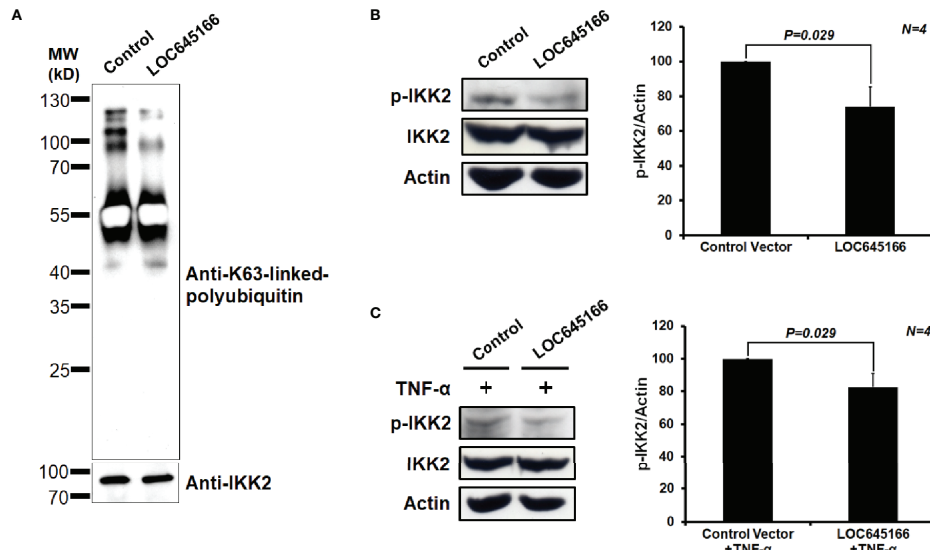 A
MW
(kD)
Control
LOC645166
130
100
70
55
40
35
25
Anti-K63-linked-
polyubiquitin
100
70
Anti-IKK2
B
Control
LOC645166
p-IKK2
IKK2
Actin
P=0.029
N=4
p-IKK2/Actin
120
100
80
60
40
20
0
Control Vector
LOC645166
C
Control
LOC645166
TNF-α
+
+
p-IKK2
IKK2
Actin
P=0.029
N=4
p-IKK2/Actin
120
100
80
60
40
20
0
Control Vector
+TNF-α
LOC645166
+TNF-α